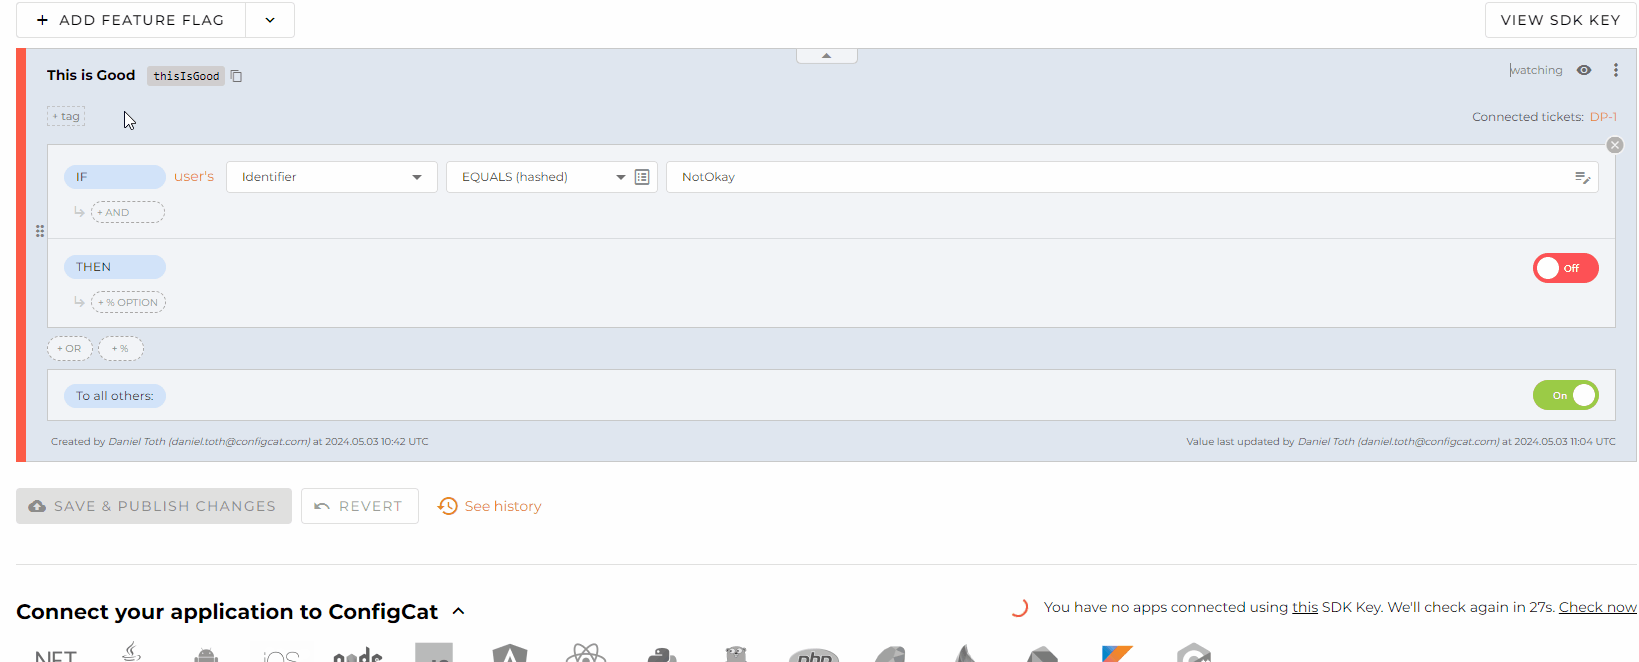 + ADD FEATURE FLAG
VIEW SDK KEY
This is Good thisIsGood
watching
+ tag
Connected tickets: DP-1
IF user's Identifier EQUALS (hashed) NotOkay
+ AND
THEN
Off
+ % OPTION
+ OR + %
To all others:
On
Created by Daniel Toth (daniel.toth@configcat.com) at 2024.05.03 10:42 UTC
Value last updated by Daniel Toth (daniel.toth@configcat.com) at 2024.05.03 11:04 UTC
SAVE & PUBLISH CHANGES REVERT See history
Connect your application to ConfigCat
You have no apps connected using this SDK Key. We'll check again in 27s. Check now
.NET iOS node php